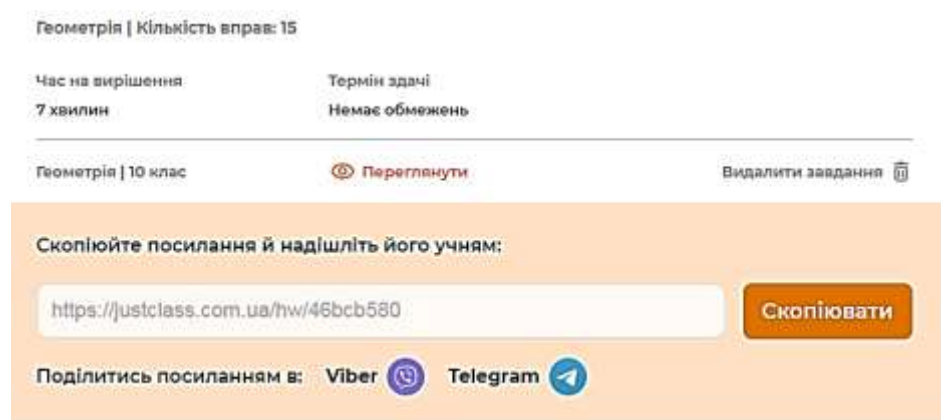 Геометрія | Кількість вправ: 15
Час на вирішення Термін здачі
7 хвилин Немає обмежень
Геометрія | 10 клас Переглянути Видалити завдання
Скопіюйте посилання й надішліть його учням:
https://justclass.com.ua/hw/46bcb580 Скопіювати
Поділитись посиланням в: Viber Telegram